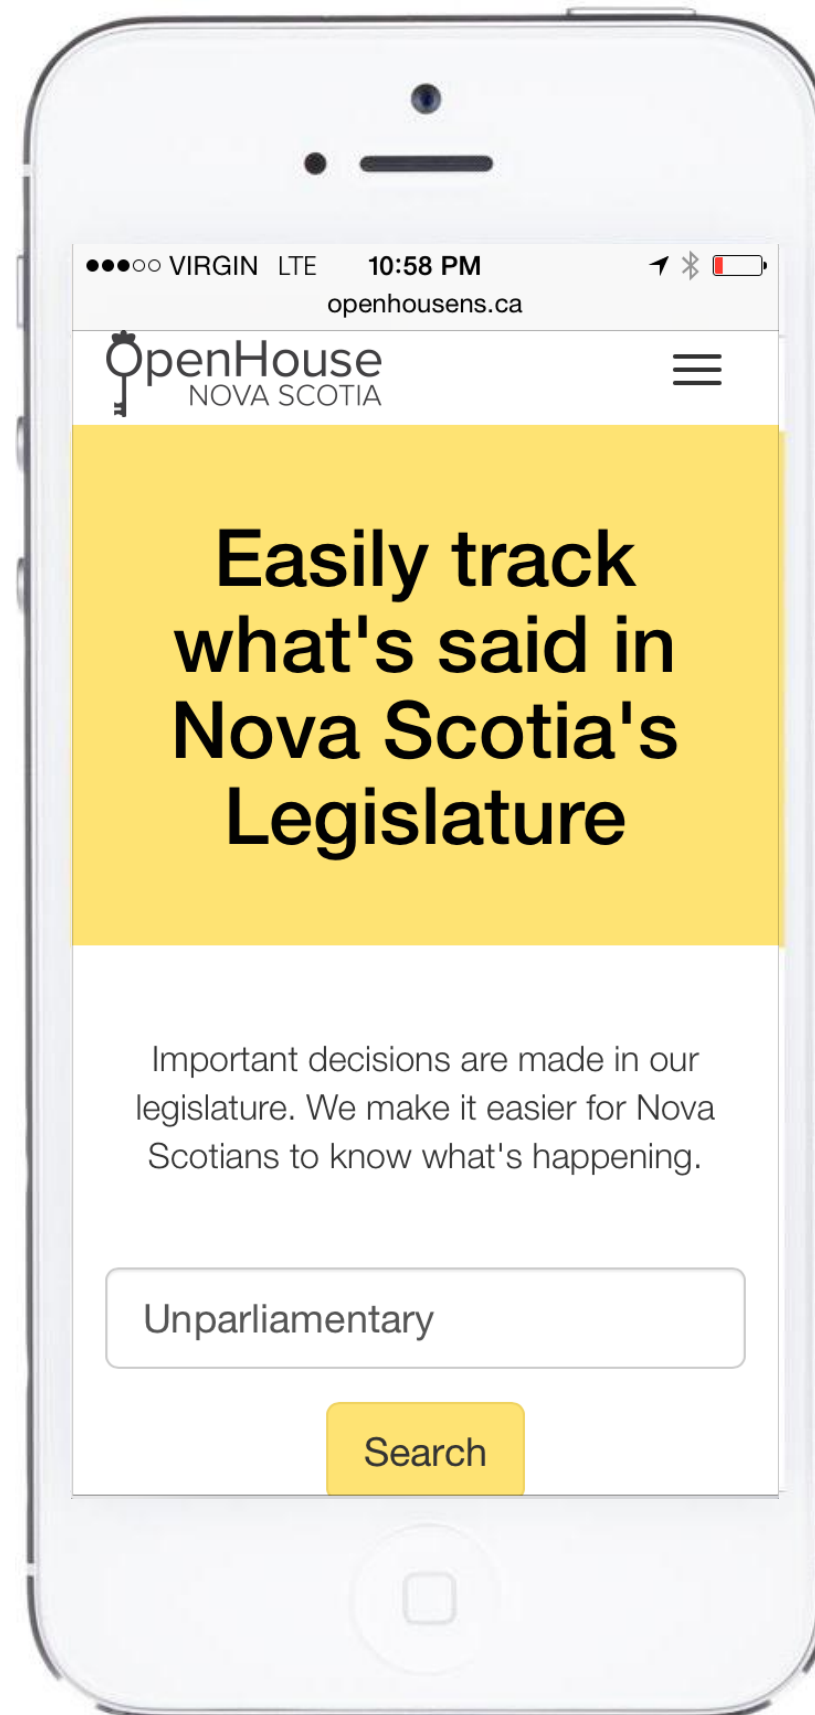 VIRGIN LTE 10:58 PM
openhousens.ca
OpenHouse
NOVA SCOTIA
Easily track
what's said in
Nova Scotia's
Legislature
Important decisions are made in our
legislature. We make it easier for Nova
Scotians to know what's happening.
Unparliamentary
Search